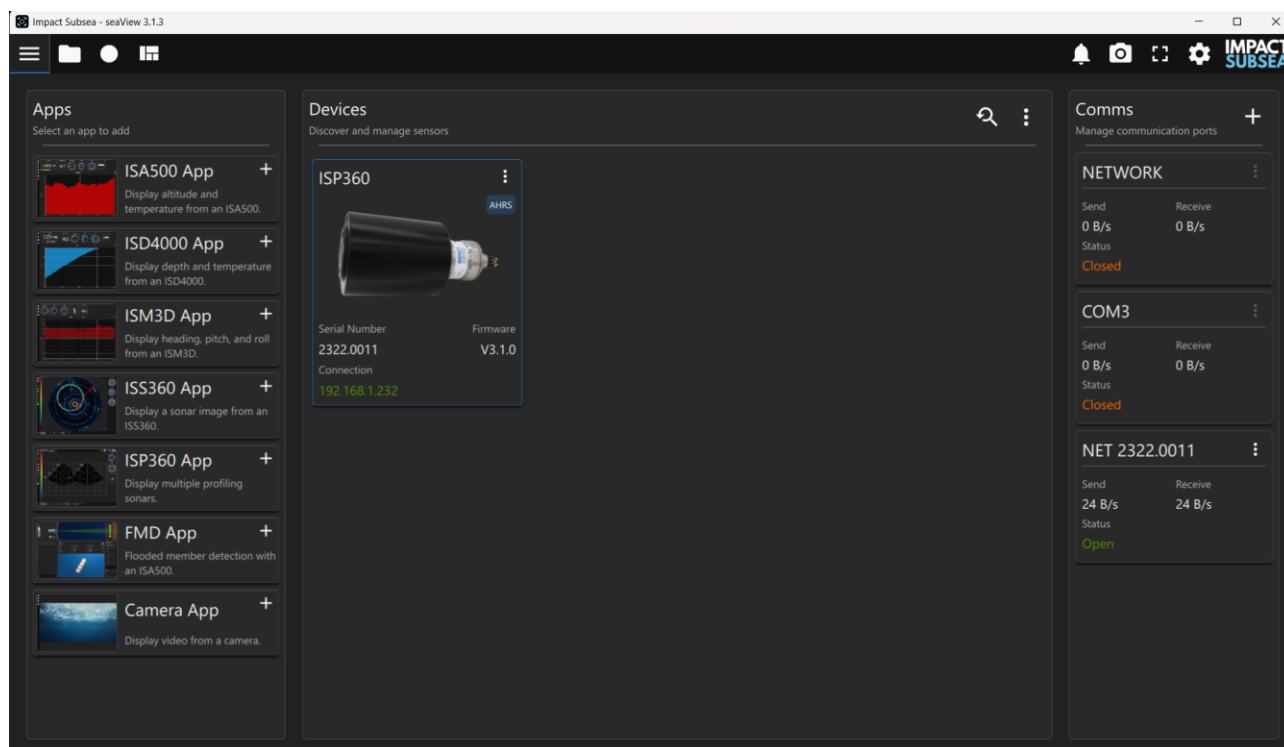 Impact Subsea - seaView 3.1.3
IMPACT
SUBSEA
Apps
Select an app to add
ISA500 App
Display altitude and
temperature from an ISA500.
ISD4000 App
Display depth and temperature
from an ISD4000.
ISM3D App
Display heading, pitch, and roll
from an ISM3D.
ISS360 App
Display a sonar image from an
ISS360.
ISP360 App
Display multiple profiling
sonars.
FMD App
Flooded member detection with
an ISA500.
Camera App
Display video from a camera.
Devices
Discover and manage sensors
ISP360
AHRS
Serial Number Firmware
2322.0011 V3.1.0
Connection
192.168.1.232
Comms
Manage communication ports
NETWORK
Send Receive
0 B/s 0 B/s
Status
Closed
COM3
Send Receive
0 B/s 0 B/s
Status
Closed
NET 2322.0011
Send Receive
24 B/s 24 B/s
Status
Open